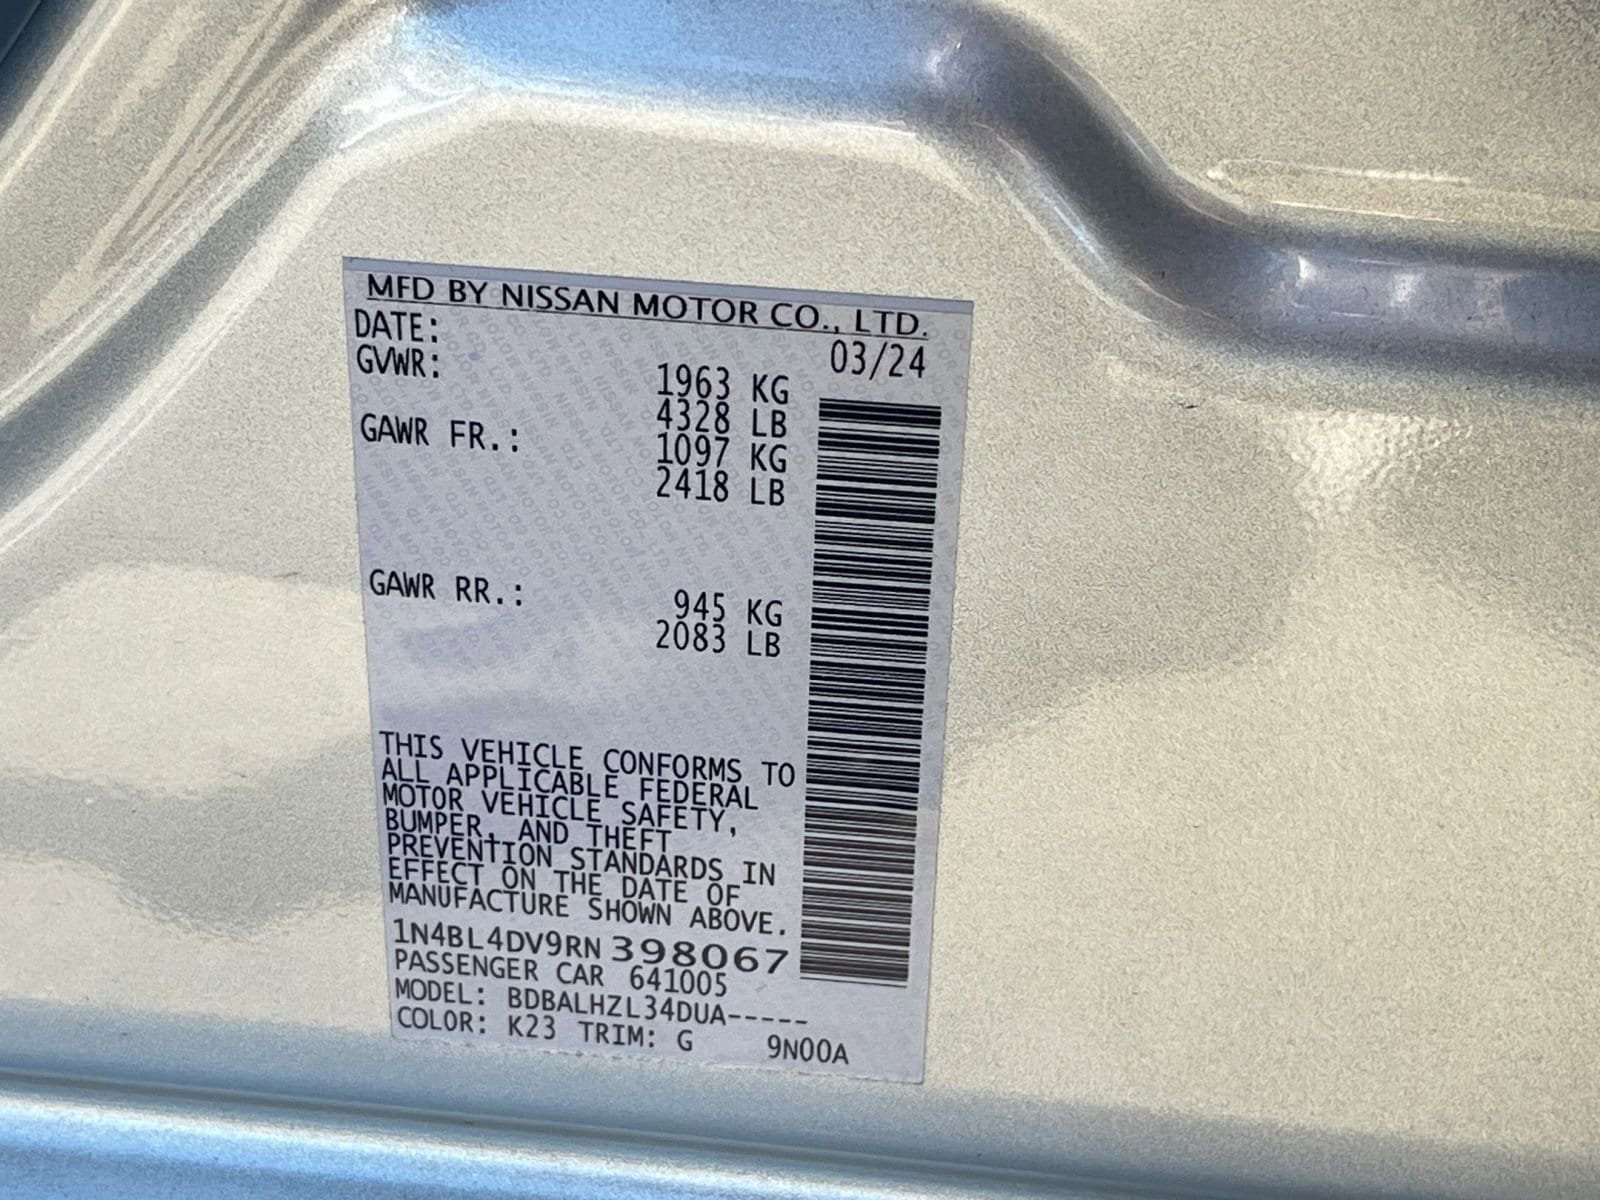 MFD BY NISSAN MOTOR CO., LTD.
DATE: 03/24
GVWR: 1963 KG
4328 LB
GAWR FR.: 1097 KG
2418 LB
GAWR RR.: 945 KG
2083 LB
THIS VEHICLE CONFORMS TO
ALL APPLICABLE FEDERAL
MOTOR VEHICLE SAFETY,
BUMPER, AND THEFT
PREVENTION STANDARDS IN
EFFECT ON THE DATE OF
MANUFACTURE SHOWN ABOVE.
1N4BL4DV9RN398067
PASSENGER CAR 641005
MODEL: BDBALHZL34DUA-----
COLOR: K23 TRIM: G 9N00A